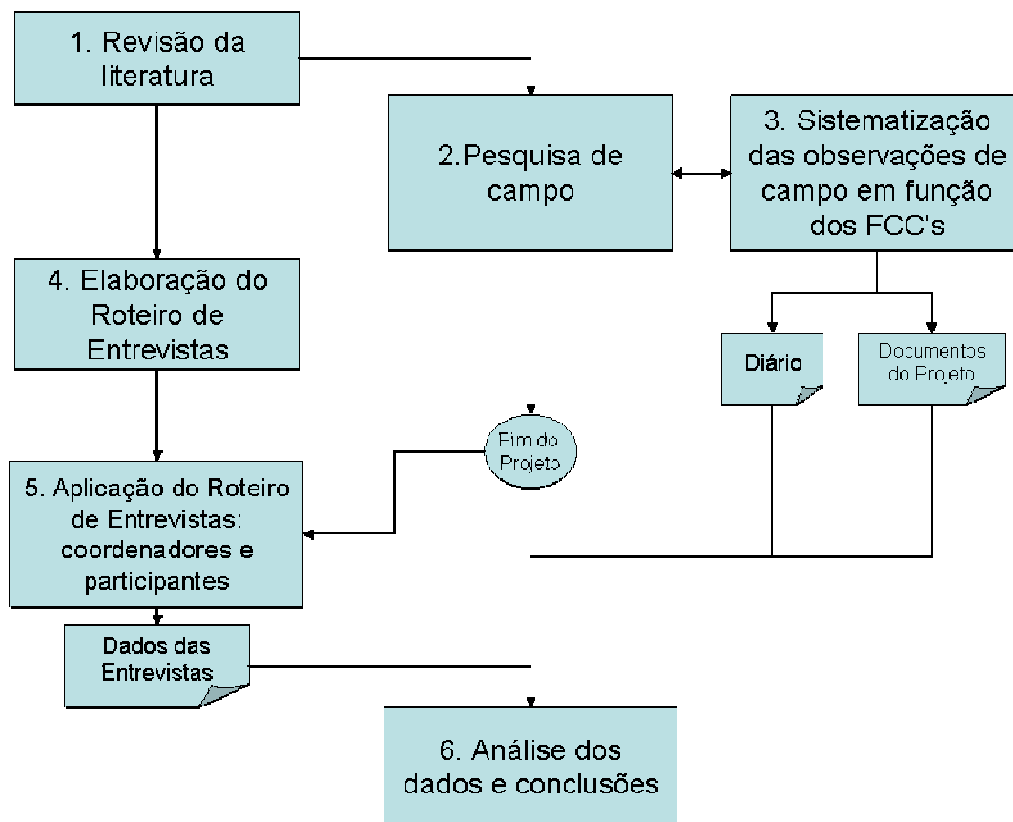 1. Revisão da
literatura
2.Pesquisa de
campo
3. Sistematização
das observações de
campo em função
dos FCC's
4. Elaboração do
Roteiro de
Entrevistas
Diário
Documentos
do Projeto
Fim do
Projeto
5. Aplicação do Roteiro
de Entrevistas:
coordenadores e
participantes
Dados das
Entrevistas
6. Análise dos
dados e conclusões